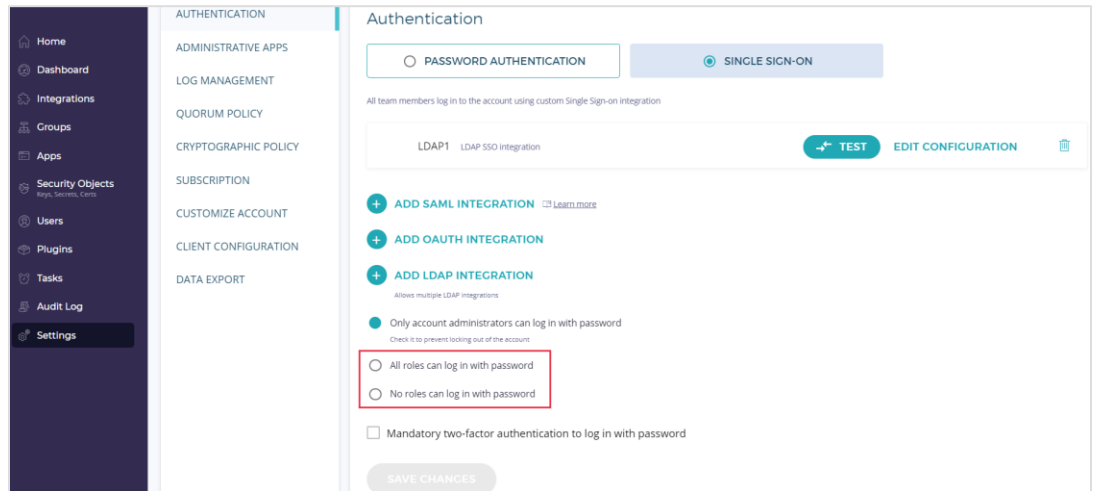 Home
Dashboard
Integrations
Groups
Apps
Security Objects
Keys, Secrets, Certs
Users
Plugins
Tasks
Audit Log
Settings
AUTHENTICATION
ADMINISTRATIVE APPS
LOG MANAGEMENT
QUORUM POLICY
CRYPTOGRAPHIC POLICY
SUBSCRIPTION
CUSTOMIZE ACCOUNT
CLIENT CONFIGURATION
DATA EXPORT
Authentication
PASSWORD AUTHENTICATION
SINGLE SIGN-ON
All team members log in to the account using custom Single Sign-on integration
LDAP1 LDAP SSO integration
TEST
EDIT CONFIGURATION
ADD SAML INTEGRATION Learn more
ADD OAUTH INTEGRATION
ADD LDAP INTEGRATION
Allows multiple LDAP integrations
Only account administrators can log in with password
Check it to prevent locking out of the account
All roles can log in with password
No roles can log in with password
Mandatory two-factor authentication to log in with password
SAVE CHANGES